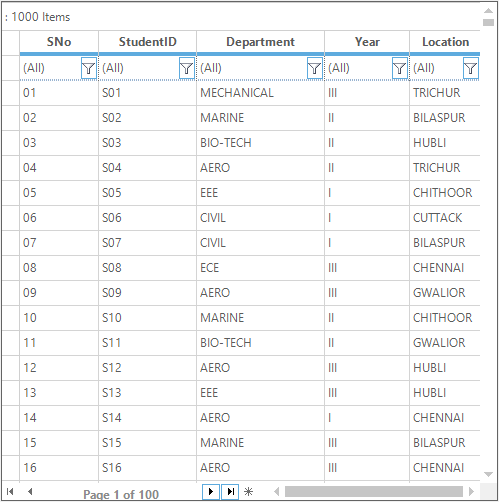 : 1000 Items
SNo StudentID Department Year Location
(All) (All) (All) (All) (All)
01 S01 MECHANICAL III TRICHUR
02 S02 MARINE II BILASPUR
03 S03 BIO-TECH II HUBLI
04 S04 AERO II TRICHUR
05 S05 EEE I CHITHOOR
06 S06 CIVIL I CUTTACK
07 S07 CIVIL I BILASPUR
08 S08 ECE III CHENNAI
09 S09 AERO III GWALIOR
10 S10 MARINE II CHITHOOR
11 S11 BIO-TECH II GWALIOR
12 S12 AERO III HUBLI
13 S13 EEE III HUBLI
14 S14 AERO I CHENNAI
15 S15 MARINE III BILASPUR
16 S16 AERO III CHENNAI
Page 1 of 100